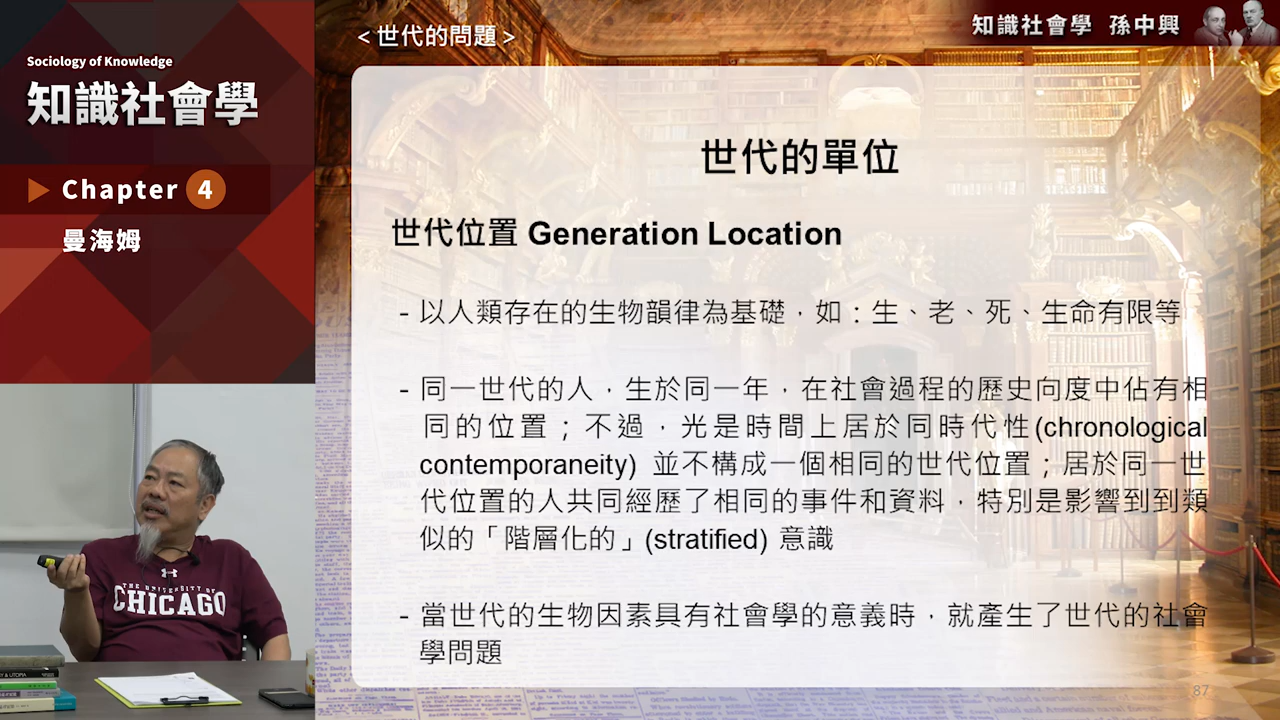 Sociology of Knowledge
知識社會學
Chapter 4
曼海姆
<世代的問題>
知識社會學 孫中興
世代的單位
世代位置 Generation Location
- 以人類存在的生物韻律為基礎，如：生、老、死、生命有限等
- 同一世代的人，生於同一年，在社會過程的歷史向度中佔有相
同的位置；不過，光是時間上居於同時代性(chronological
contemporaneity) 並不構成一個相同的世代位置；居於同一世
代位置的人共同經歷了相同的事件和資料，特別是影響到到類
似的「階層化的」(stratified) 意識
- 當世代的生物因素具有社會學的意義時，就產生了世代的社會
學問題
87
THE UNIVERSITY OF
CHICAGO
Y & UTOPIA